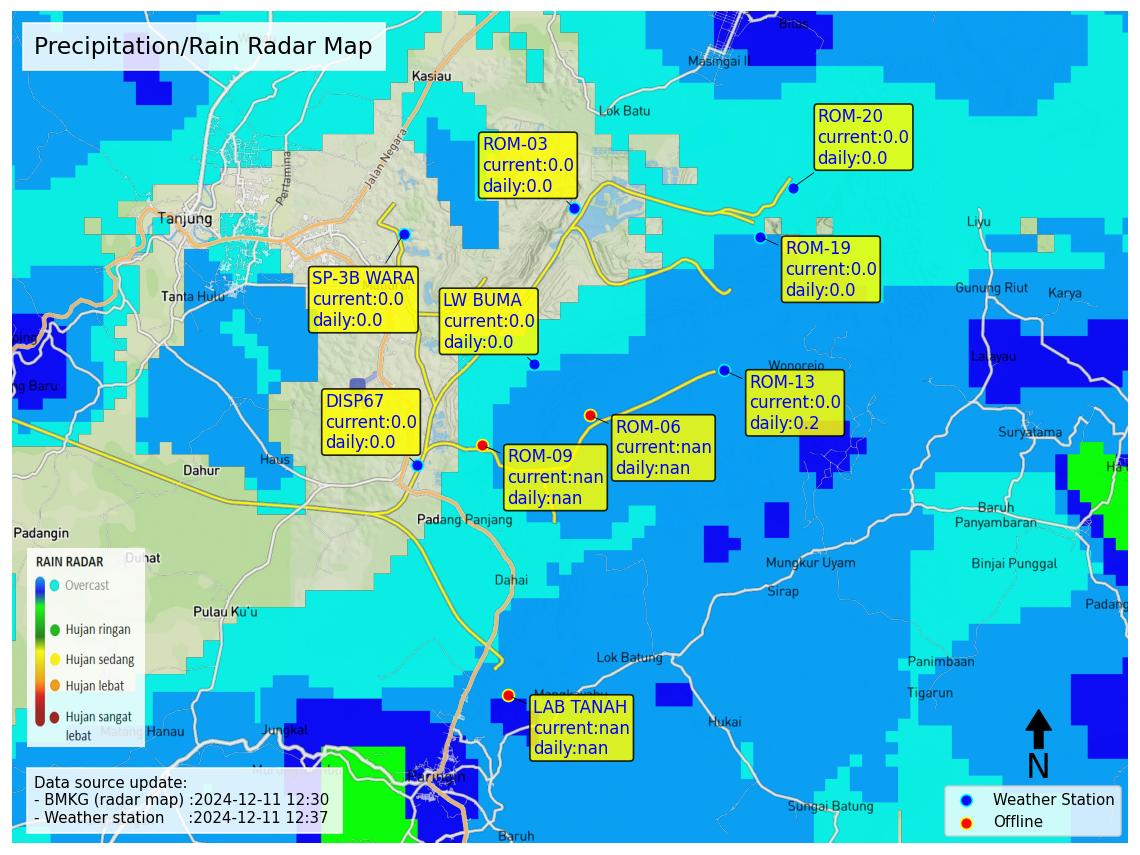 Precipitation/Rain Radar Map
Bilas
Masingai II
Kasiau
Lok Batu
Jalan Negara
Pertamina
Tanjung
Tanta Hulu
ROM-03
current:0.0
daily:0.0
ROM-20
current:0.0
daily:0.0
ROM-19
current:0.0
daily:0.0
SP-3B WARA
current:0.0
daily:0.0
LW BUMA
current:0.0
daily:0.0
Liyu
Gunung Riut
Karya
Lalayau
Wonorejo
ROM-13
current:0.0
daily:0.2
DISP67
current:0.0
daily:0.0
ROM-06
current:nan
daily:nan
ROM-09
current:nan
daily:nan
Suryatama
Dahur
Haus
Padang Panjang
Padangin
Duhat
Baruh
Panyambaran
Binjai Punggal
Mungkur Uyam
Sirap
Dahai
Pulau Ku'u
Padang
Lok Batung
Panimbaan
Tigarun
Hukai
LAB TANAH
current:nan
daily:nan
Jungkal
Paringin
Sungai Batung
Baruh
RAIN RADAR
Overcast
Hujan ringan
Hujan sedang
Hujan lebat
Hujan sangat
lebat
Data source update:
- BMKG (radar map) :2024-12-11 12:30
- Weather station :2024-12-11 12:37
N
Weather Station
Offline